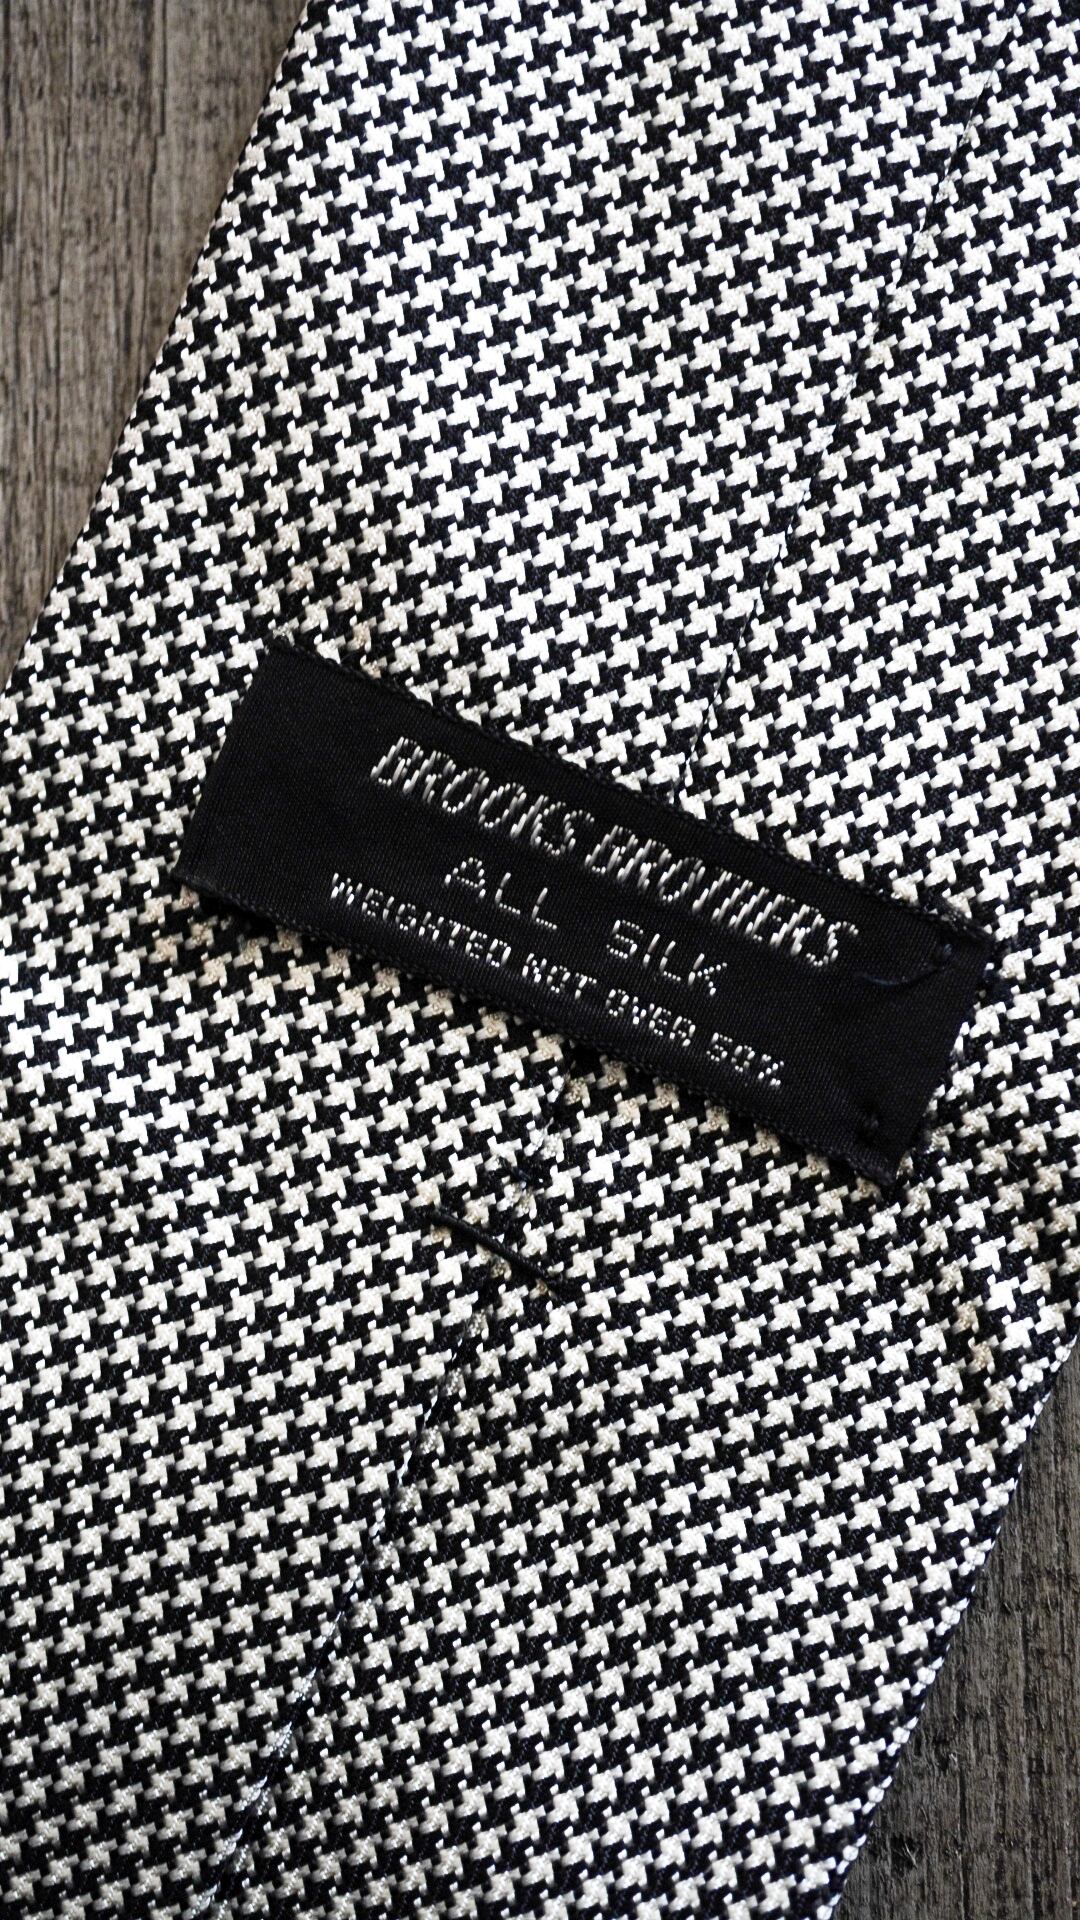 BROOKS BROTHERS
ALL SILK
WEIGHTED NOT OVER 50%